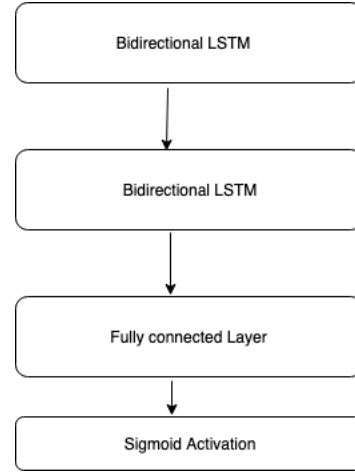 Bidirectional LSTM
Bidirectional LSTM
Fully connected Layer
Sigmoid Activation